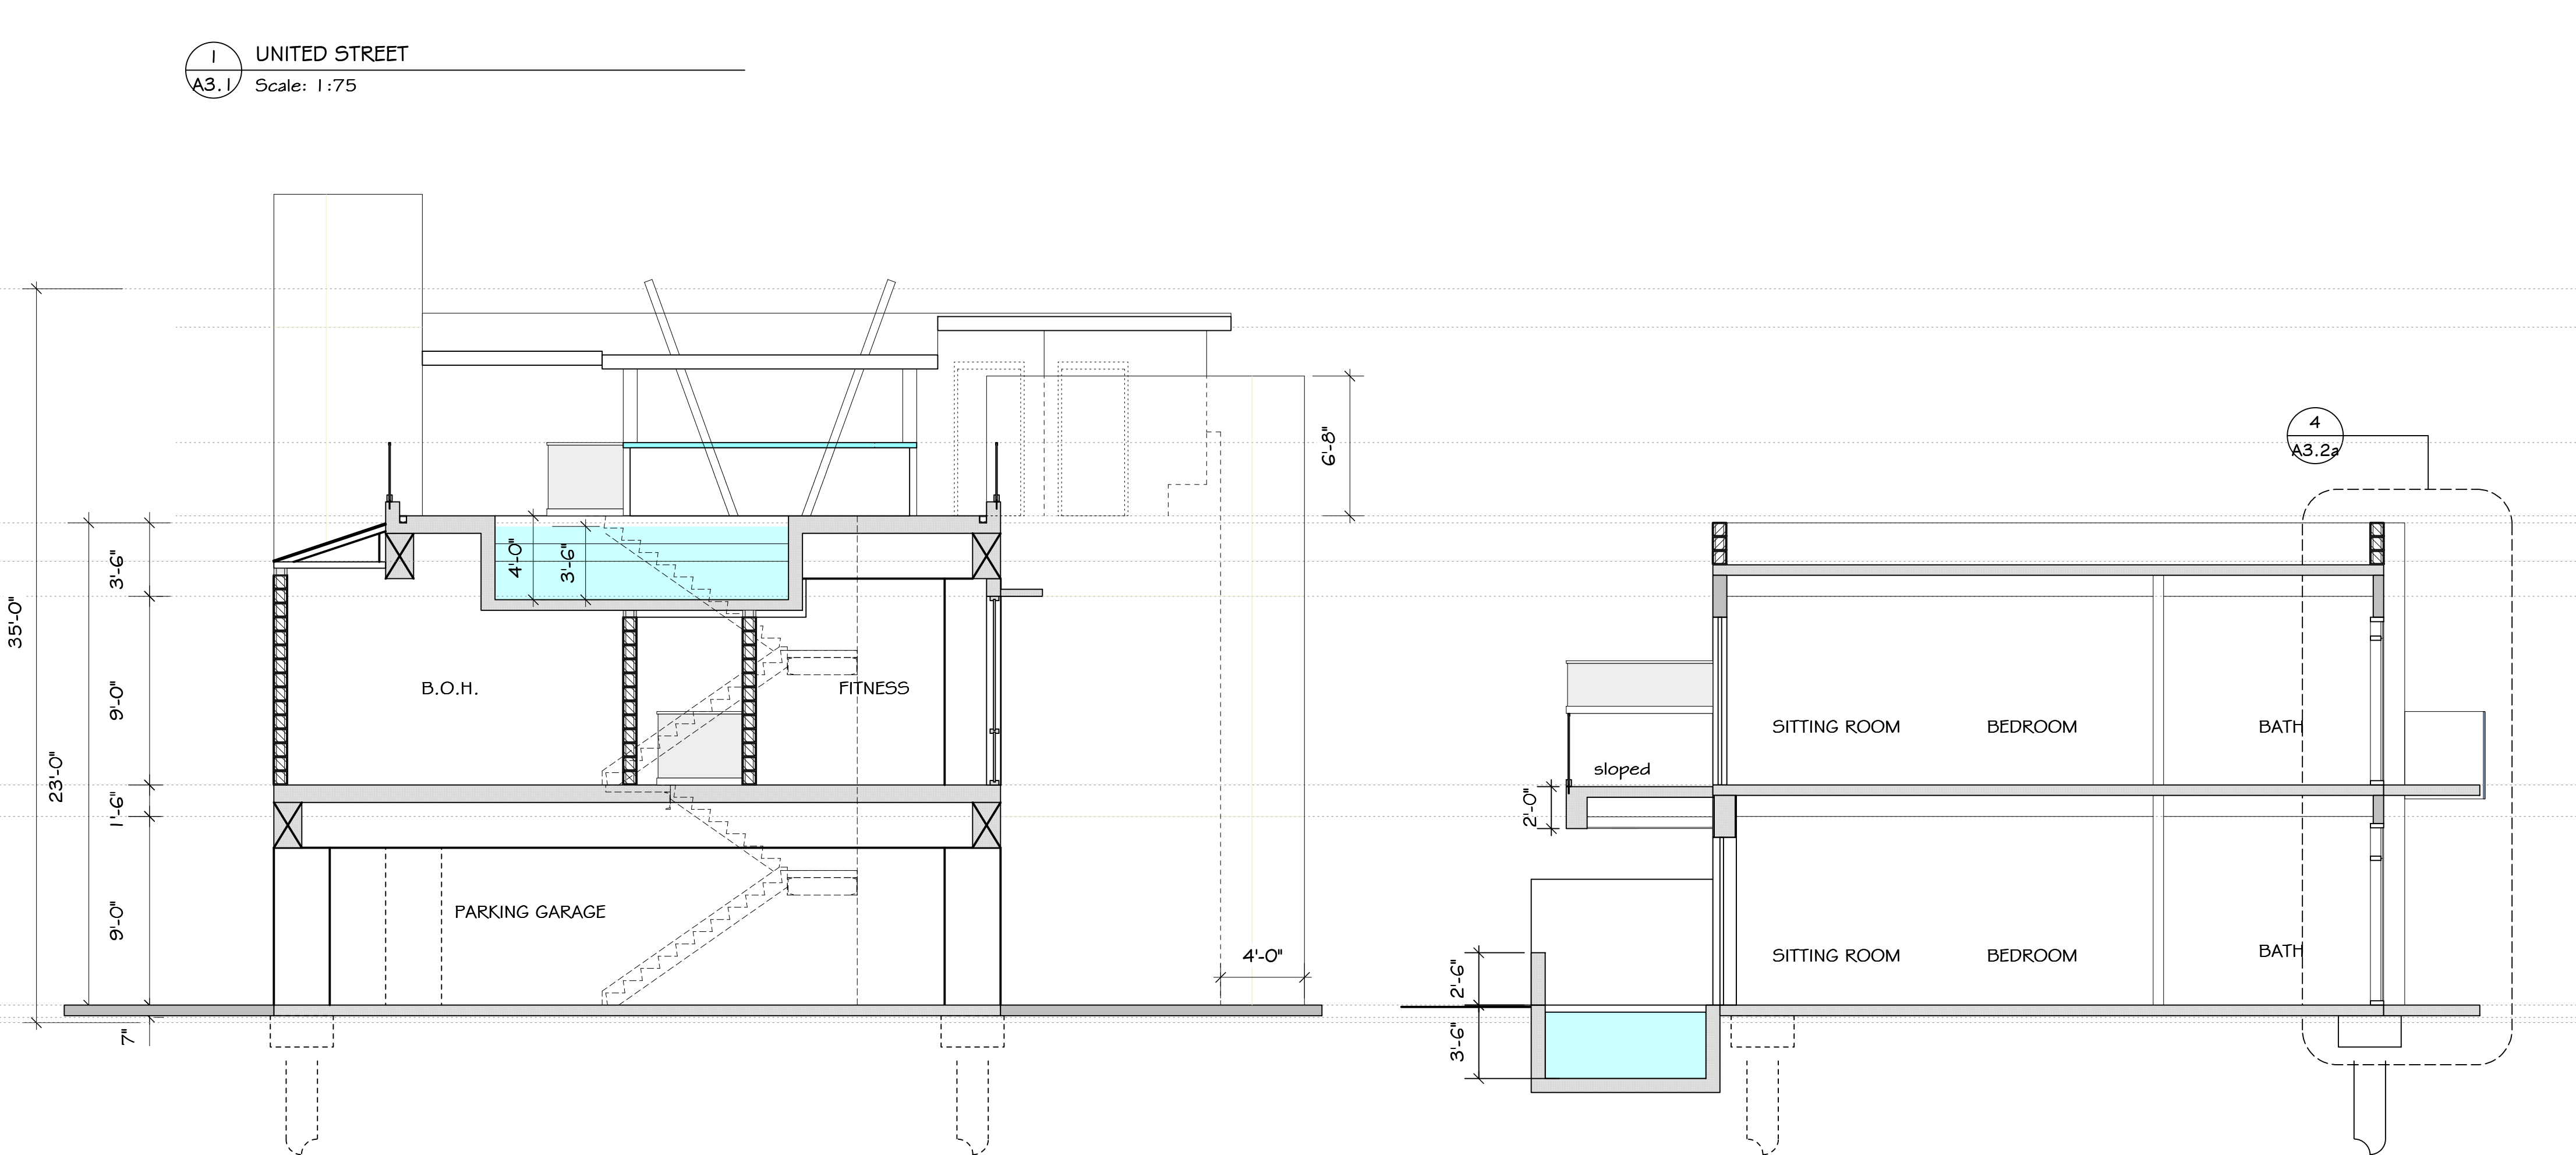 1
A3.1
UNITED STREET
Scale: 1:75
35'-0"
23'-0"
3'-6"
9'-0"
1'-6"
9'-0"
7"
4'-0"
3'-6"
B.O.H.
FITNESS
PARKING GARAGE
6'-8"
4'-0"
4
A3.2a
SITTING ROOM
BEDROOM
BATH
sloped
2'-0"
SITTING ROOM
BEDROOM
BATH
2'-6"
3'-6"